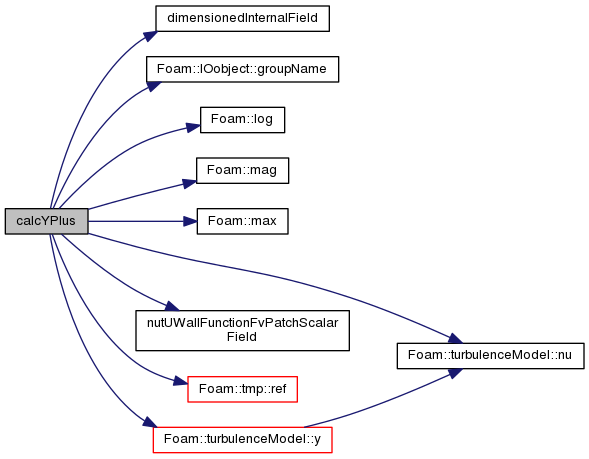 dimensionedInternalField
Foam::IOobject::groupName
Foam::log
Foam::mag
calcYPlus
Foam::max
nutUWallFunctionFvPatchScalar
Field
Foam::turbulenceModel::nu
Foam::tmp::ref
Foam::turbulenceModel::y